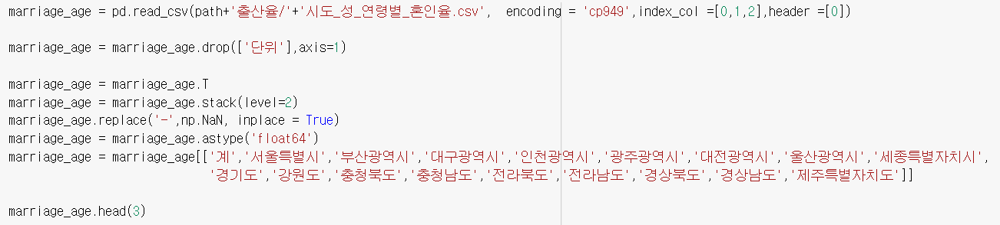 marriage_age = pd.read_csv(path+'출산율/'+'시도_성_연령별_혼인율.csv',  encoding = 'cp949',index_col =[0,1,2],header =[0])
marriage_age = marriage_age.drop(['단위'],axis=1)
marriage_age = marriage_age.T
marriage_age = marriage_age.stack(level=2)
marriage_age.replace('-',np.NaN, inplace = True)
marriage_age = marriage_age.astype('float64')
marriage_age = marriage_age[['계','서울특별시','부산광역시','대구광역시','인천광역시','광주광역시','대전광역시','울산광역시','세종특별자치시',
'경기도','강원도','충청북도','충청남도','전라북도','전라남도','경상북도','경상남도','제주특별자치도']]
marriage_age.head(3)